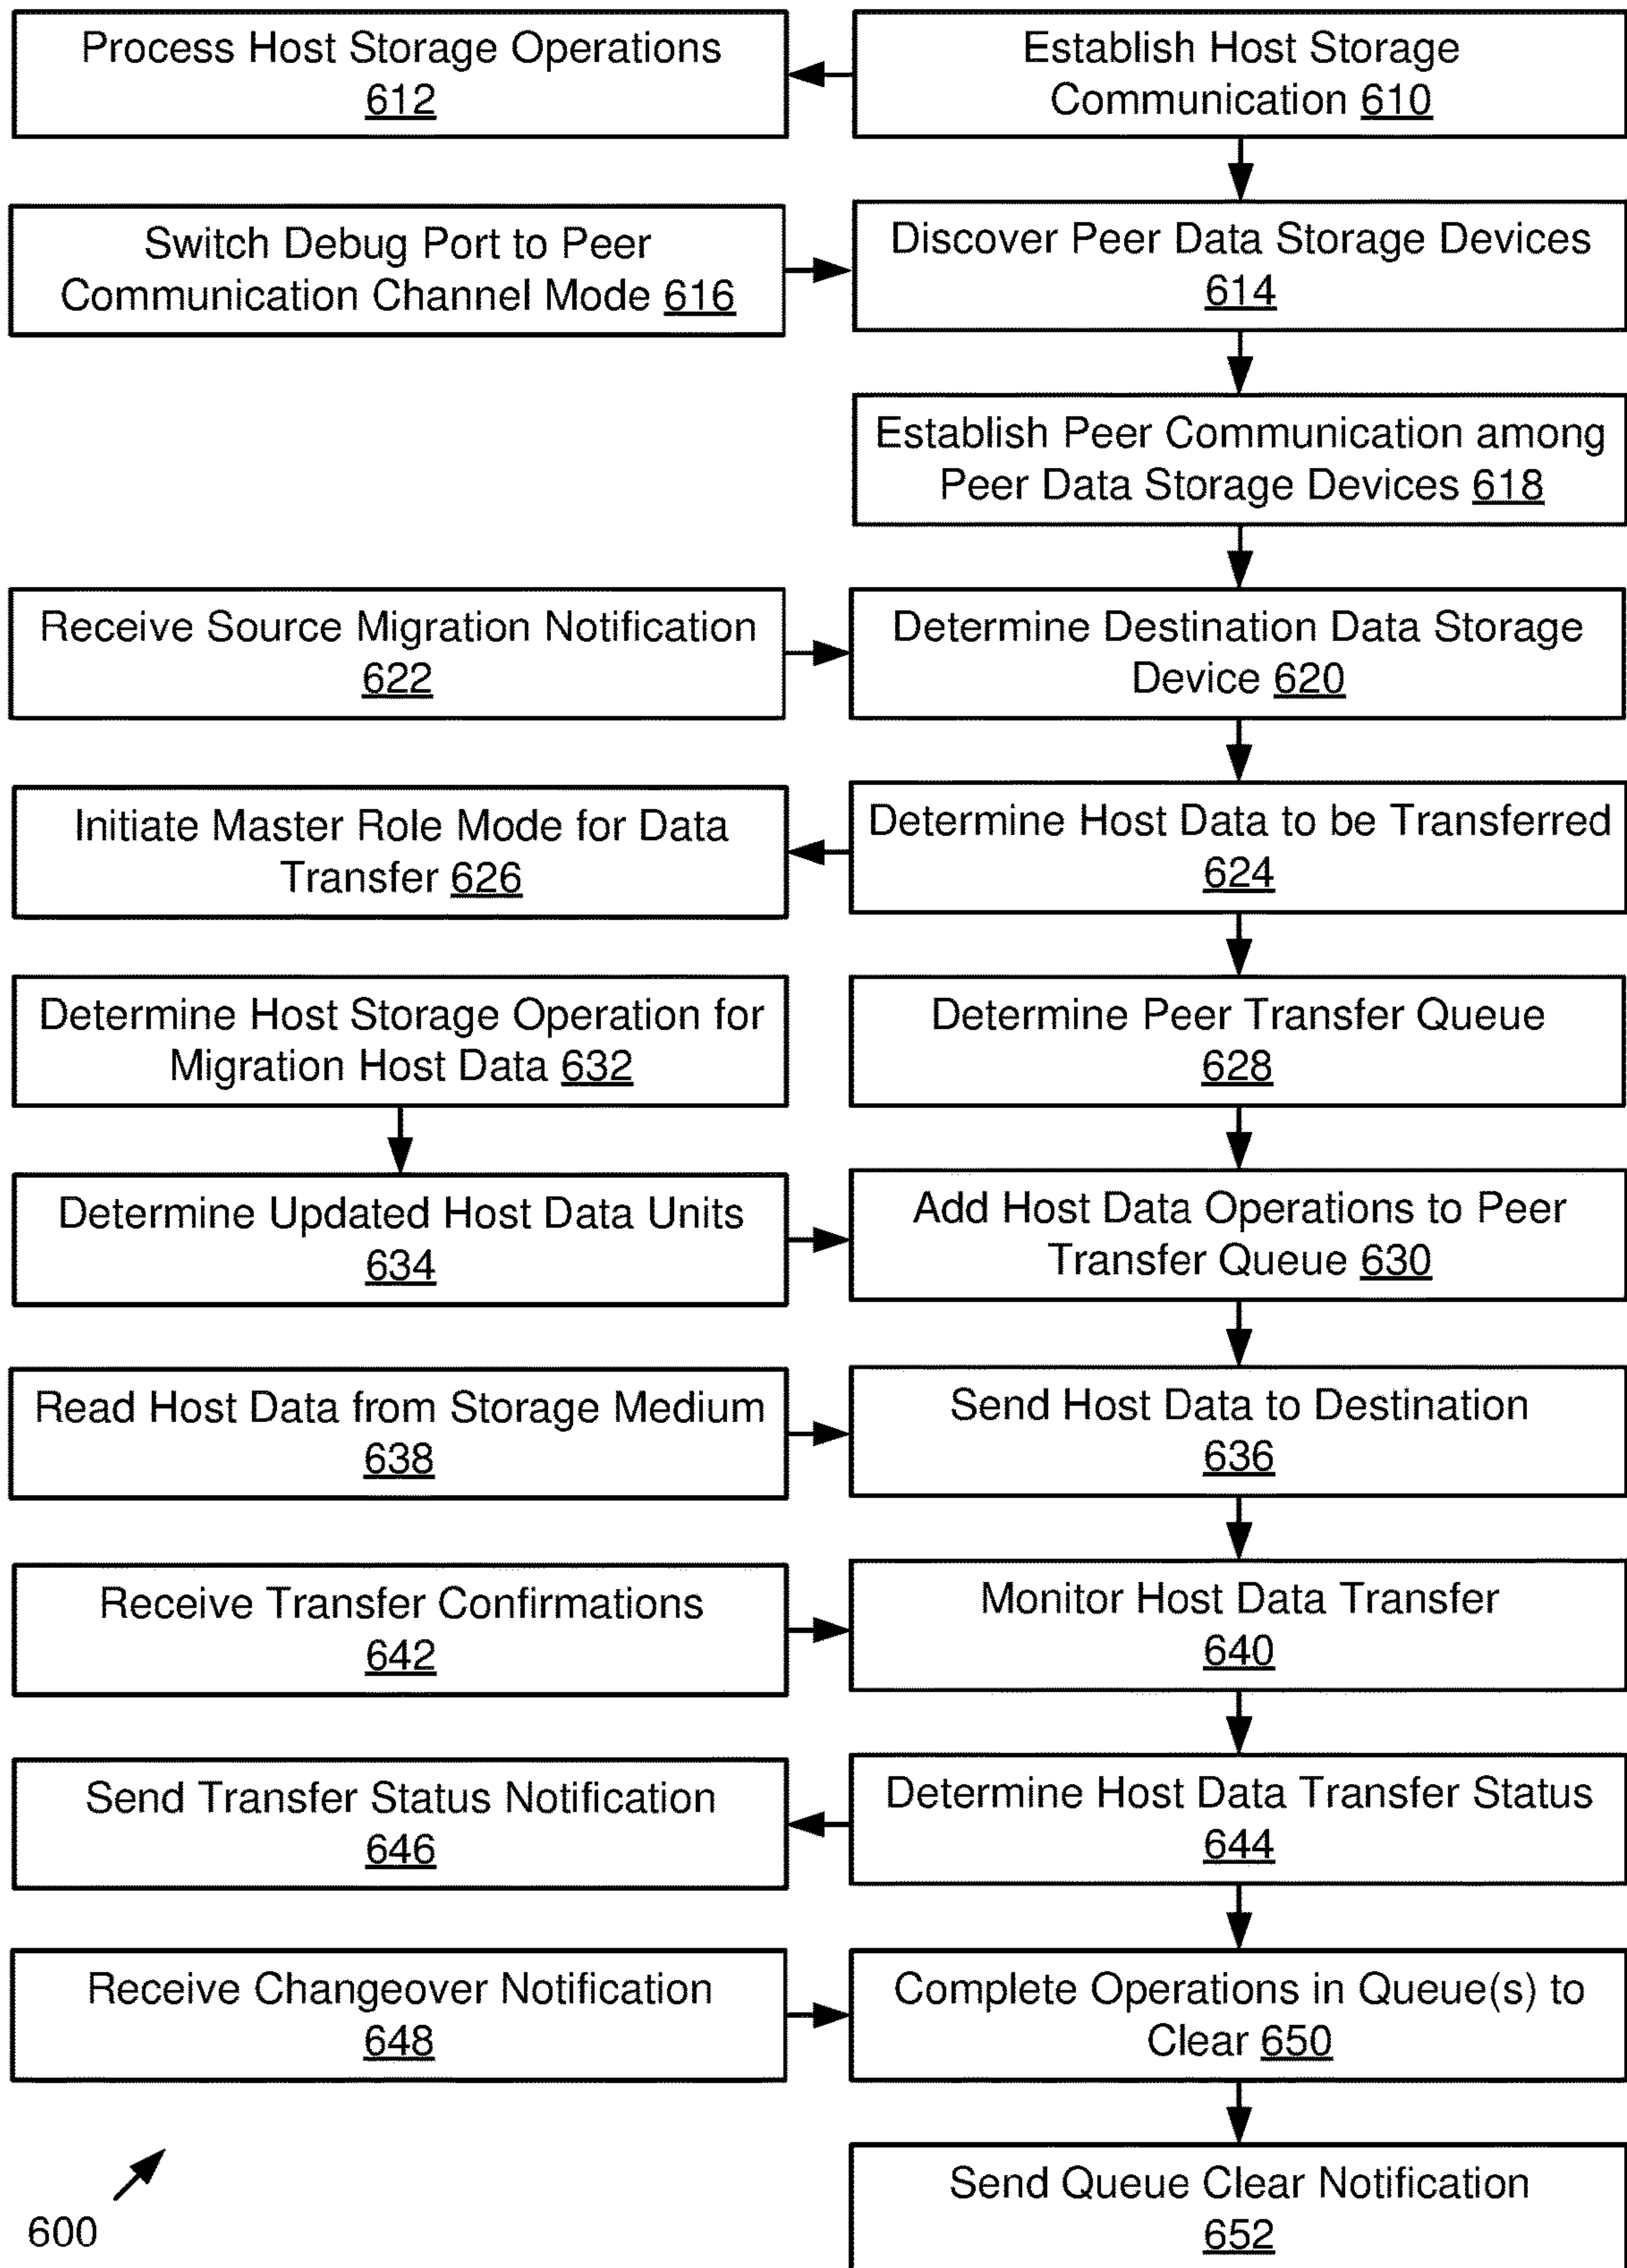 Process Host Storage Operations
612
Establish Host Storage
Communication 610
Switch Debug Port to Peer
Communication Channel Mode 616
Discover Peer Data Storage Devices
614
Establish Peer Communication among
Peer Data Storage Devices 618
Receive Source Migration Notification
622
Determine Destination Data Storage
Device 620
Initiate Master Role Mode for Data
Transfer 626
Determine Host Data to be Transferred
624
Determine Host Storage Operation for
Migration Host Data 632
Determine Peer Transfer Queue
628
Determine Updated Host Data Units
634
Add Host Data Operations to Peer
Transfer Queue 630
Read Host Data from Storage Medium
638
Send Host Data to Destination
636
Receive Transfer Confirmations
642
Monitor Host Data Transfer
640
Send Transfer Status Notification
646
Determine Host Data Transfer Status
644
Receive Changeover Notification
648
Complete Operations in Queue(s) to
Clear 650
Send Queue Clear Notification
652
600